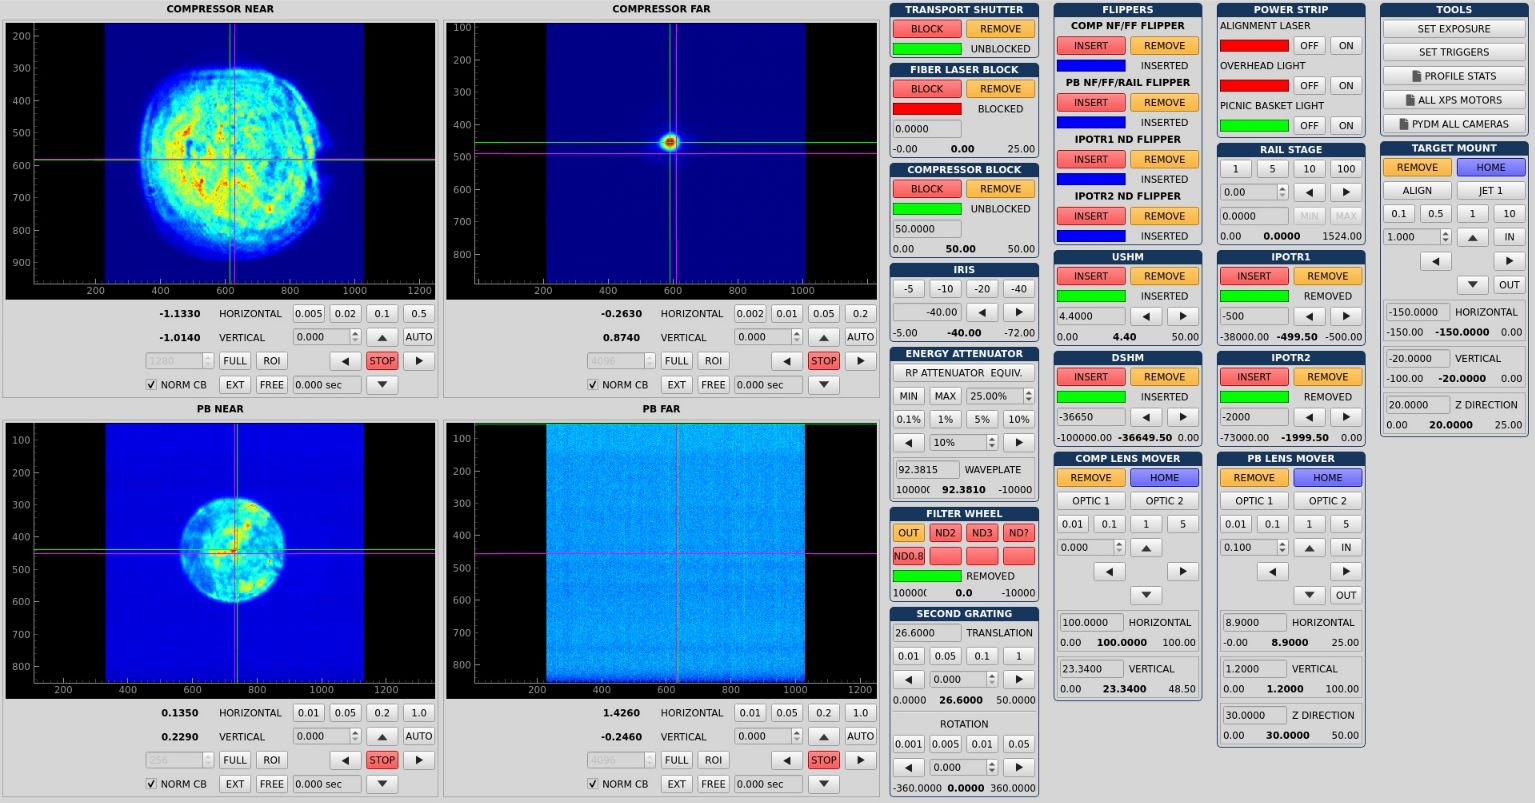 COMPRESSOR NEAR
200
300
400
500
600
700
800
900
200 400 600 800 1000 1200
-1.1330 HORIZONTAL 0.005 0.02 0.1 0.5
-1.0140 VERTICAL 0.000 AUTO
1280 FULL ROI STOP
NORM CB EXT FREE 0.000 sec
COMPRESSOR FAR
100
200
300
400
500
600
700
800
200 400 600 800 1000 1200
-0.2630 HORIZONTAL 0.002 0.01 0.05 0.2
0.8740 VERTICAL 0.000 AUTO
4096 FULL ROI STOP
NORM CB EXT FREE 0.000 sec
PB NEAR
100
200
300
400
500
600
700
800
200 400 600 800 1000 1200
0.1350 HORIZONTAL 0.01 0.05 0.2 1.0
0.2290 VERTICAL 0.000 AUTO
256 FULL ROI STOP
NORM CB EXT FREE 0.000 sec
PB FAR
100
200
300
400
500
600
700
800
200 400 600 800 1000 1200
1.4260 HORIZONTAL 0.01 0.05 0.2 1.0
-0.2460 VERTICAL 0.000 AUTO
4096 FULL ROI STOP
NORM CB EXT FREE 0.000 sec
TRANSPORT SHUTTER
BLOCK REMOVE
UNBLOCKED
FIBER LASER BLOCK
BLOCK REMOVE
BLOCKED
0.0000
-0.00 0.00 25.00
COMPRESSOR BLOCK
BLOCK REMOVE
UNBLOCKED
50.0000
0.00 50.00 50.00
IRIS
-5 -10 -20 -40
-40.00
-5.00 -40.00 -72.00
ENERGY ATTENUATOR
RP ATTENUATOR EQUIV.
MIN MAX 25.00%
0.1% 1% 5% 10%
10%
92.3815 WAVEPLATE
10000( 92.3810 -10000
FILTER WHEEL
OUT ND2 ND3 ND?
ND0.8
REMOVED
10000( 0.0 -10000
SECOND GRATING
26.6000 TRANSLATION
0.01 0.05 0.1 1
0.000
0.0000 26.6000 50.0000
ROTATION
0.001 0.005 0.01 0.05
0.000
-360.0000 0.0000 360.0000
FLIPPERS
COMP NF/FF FLIPPER
INSERT REMOVE
INSERTED
PB NF/FF/RAIL FLIPPER
INSERT REMOVE
INSERTED
IPOTR1 ND FLIPPER
INSERT REMOVE
INSERTED
IPOTR2 ND FLIPPER
INSERT REMOVE
INSERTED
USHM
INSERT REMOVE
INSERTED
4.4000
0.00 4.40 50.00
DSHM
INSERT REMOVE
INSERTED
-36650
-100000.00 -36649.50 0.00
COMP LENS MOVER
REMOVE HOME
OPTIC 1 OPTIC 2
0.01 0.1 1 5
0.000
100.0000 HORIZONTAL
0.00 100.0000 100.00
23.3400 VERTICAL
0.00 23.3400 48.50
POWER STRIP
ALIGNMENT LASER
OFF ON
OVERHEAD LIGHT
OFF ON
PICNIC BASKET LIGHT
OFF ON
RAIL STAGE
1 5 10 100
0.00
0.0000 MIN MAX
0.00 0.0000 1524.00
IPOTR1
INSERT REMOVE
REMOVED
-500
-38000.00 -499.50 -500.00
IPOTR2
INSERT REMOVE
REMOVED
-2000
-73000.00 -1999.50 0.00
PB LENS MOVER
REMOVE HOME
OPTIC 1 OPTIC 2
0.01 0.1 1 5
0.100 IN
OUT
8.9000 HORIZONTAL
-0.00 8.9000 25.00
1.2000 VERTICAL
0.00 1.2000 100.00
30.0000 Z DIRECTION
0.00 30.0000 50.00
TOOLS
SET EXPOSURE
SET TRIGGERS
PROFILE STATS
ALL XPS MOTORS
PYDM ALL CAMERAS
TARGET MOUNT
REMOVE HOME
ALIGN JET 1
0.1 0.5 1 10
1.000 IN
OUT
-150.0000 HORIZONTAL
-150.00 -150.0000 0.00
-20.0000 VERTICAL
-100.00 -20.0000 0.00
20.0000 Z DIRECTION
0.00 20.0000 25.00